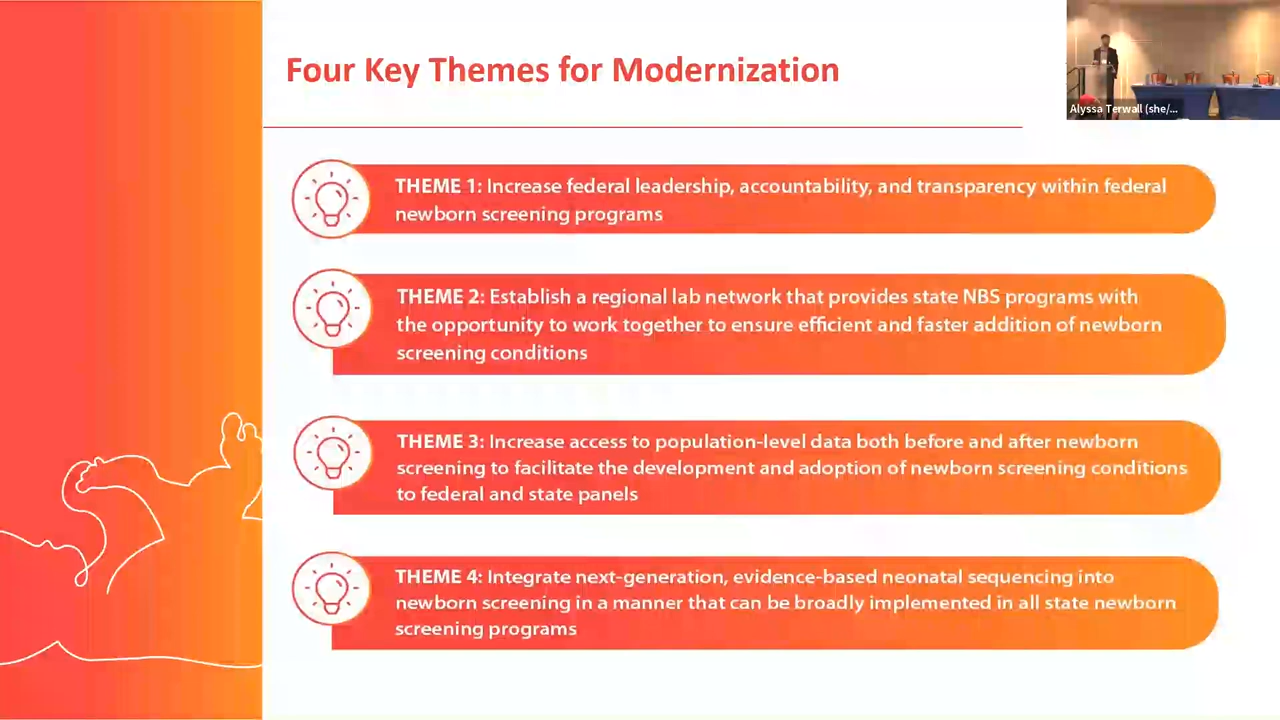 Four Key Themes for Modernization
Alyssa Terwall (she/...
THEME 1: Increase federal leadership, accountability, and transparency within federal
newborn screening programs
THEME 2: Establish a regional lab network that provides state NBS programs with
the opportunity to work together to ensure efficient and faster addition of newborn
screening conditions
THEME 3: Increase access to population-level data both before and after newborn
screening to facilitate the development and adoption of newborn screening conditions
to federal and state panels
THEME 4: Integrate next-generation, evidence-based neonatal sequencing into
newborn screening in a manner that can be broadly implemented in all state newborn
screening programs